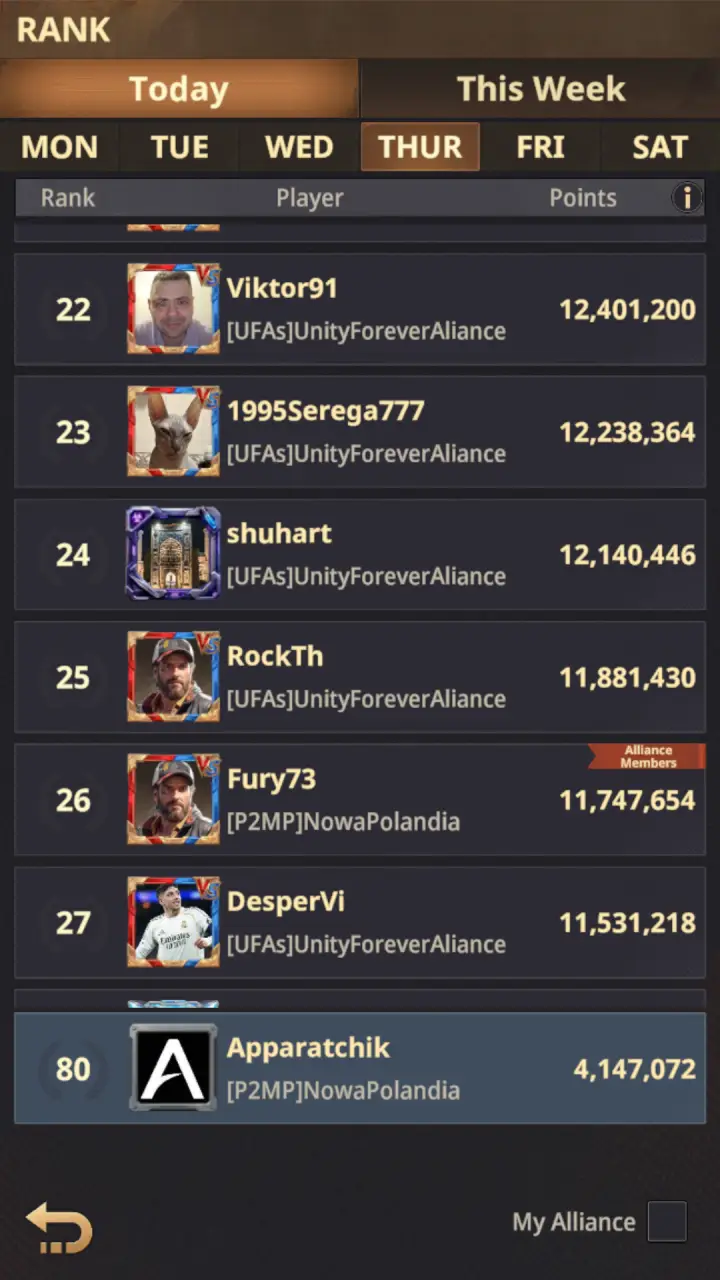 RANK
Today
This Week
MON TUE WED THUR FRI SAT
Rank Player Points
22 Viktor91 12,401,200
[UFAs]UnityForeverAliance
23 1995Serega777 12,238,364
[UFAs]UnityForeverAliance
24 shuhart 12,140,446
[UFAs]UnityForeverAliance
25 RockTh 11,881,430
[UFAs]UnityForeverAliance
Alliance
Members
26 Fury73 11,747,654
[P2MP]NowaPolandia
27 DesperVi 11,531,218
[UFAs]UnityForeverAliance
80 Apparatchik 4,147,072
[P2MP]NowaPolandia
My Alliance